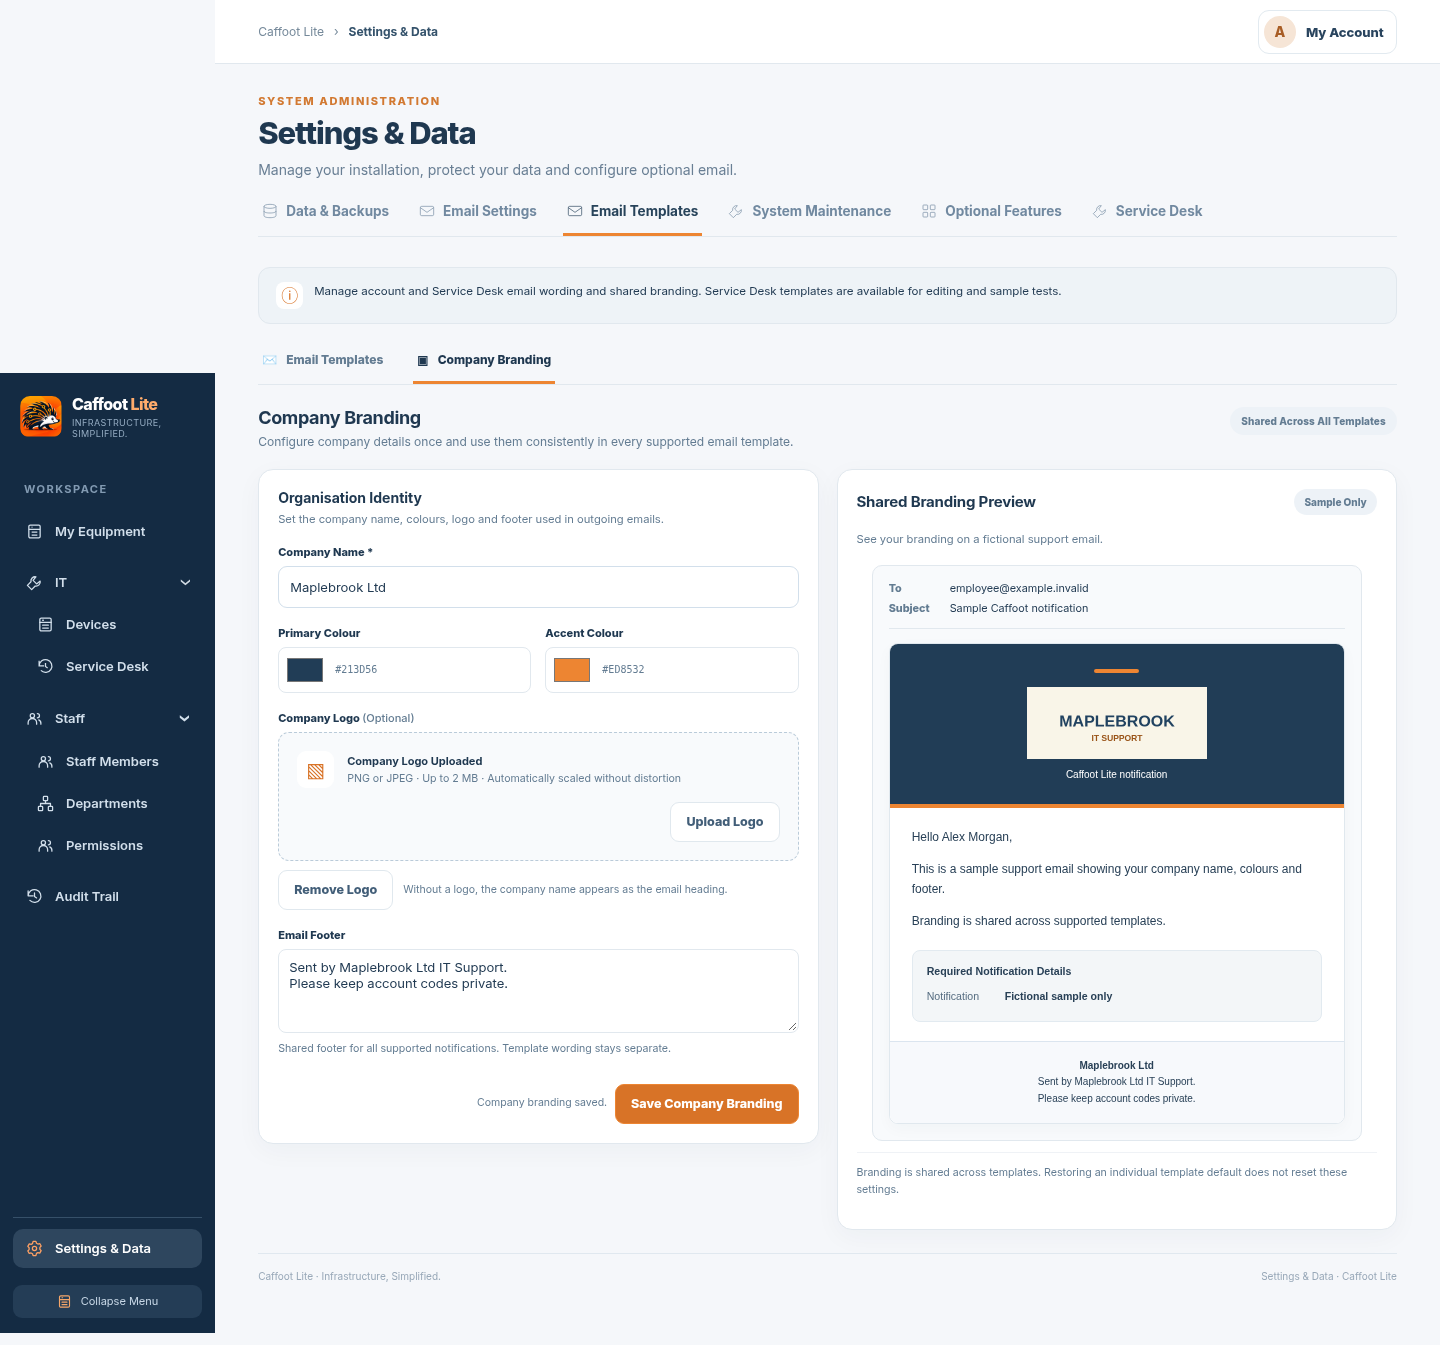 Caffoot Lite › Settings & Data
A My Account
SYSTEM ADMINISTRATION
Settings & Data
Manage your installation, protect your data and configure optional email.
Data & Backups Email Settings Email Templates System Maintenance Optional Features Service Desk
Manage account and Service Desk email wording and shared branding. Service Desk templates are available for editing and sample tests.
Email Templates Company Branding
Caffoot Lite
INFRASTRUCTURE,
SIMPLIFIED.
WORKSPACE
My Equipment
IT
Devices
Service Desk
Staff
Staff Members
Departments
Permissions
Audit Trail
Settings & Data
Collapse Menu
Company Branding
Shared Across All Templates
Configure company details once and use them consistently in every supported email template.
Organisation Identity
Set the company name, colours, logo and footer used in outgoing emails.
Company Name *
Maplebrook Ltd
Primary Colour Accent Colour
#213D56 #ED8532
Company Logo (Optional)
Company Logo Uploaded
PNG or JPEG · Up to 2 MB · Automatically scaled without distortion
Upload Logo
Remove Logo Without a logo, the company name appears as the email heading.
Email Footer
Sent by Maplebrook Ltd IT Support.
Please keep account codes private.
Shared footer for all supported notifications. Template wording stays separate.
Company branding saved. Save Company Branding
Shared Branding Preview
Sample Only
See your branding on a fictional support email.
To employee@example.invalid
Subject Sample Caffoot notification
MAPLEBROOK
IT SUPPORT
Caffoot Lite notification
Hello Alex Morgan,
This is a sample support email showing your company name, colours and
footer.
Branding is shared across supported templates.
Required Notification Details
Notification Fictional sample only
Maplebrook Ltd
Sent by Maplebrook Ltd IT Support.
Please keep account codes private.
Branding is shared across templates. Restoring an individual template default does not reset these
settings.
Caffoot Lite · Infrastructure, Simplified.
Settings & Data · Caffoot Lite